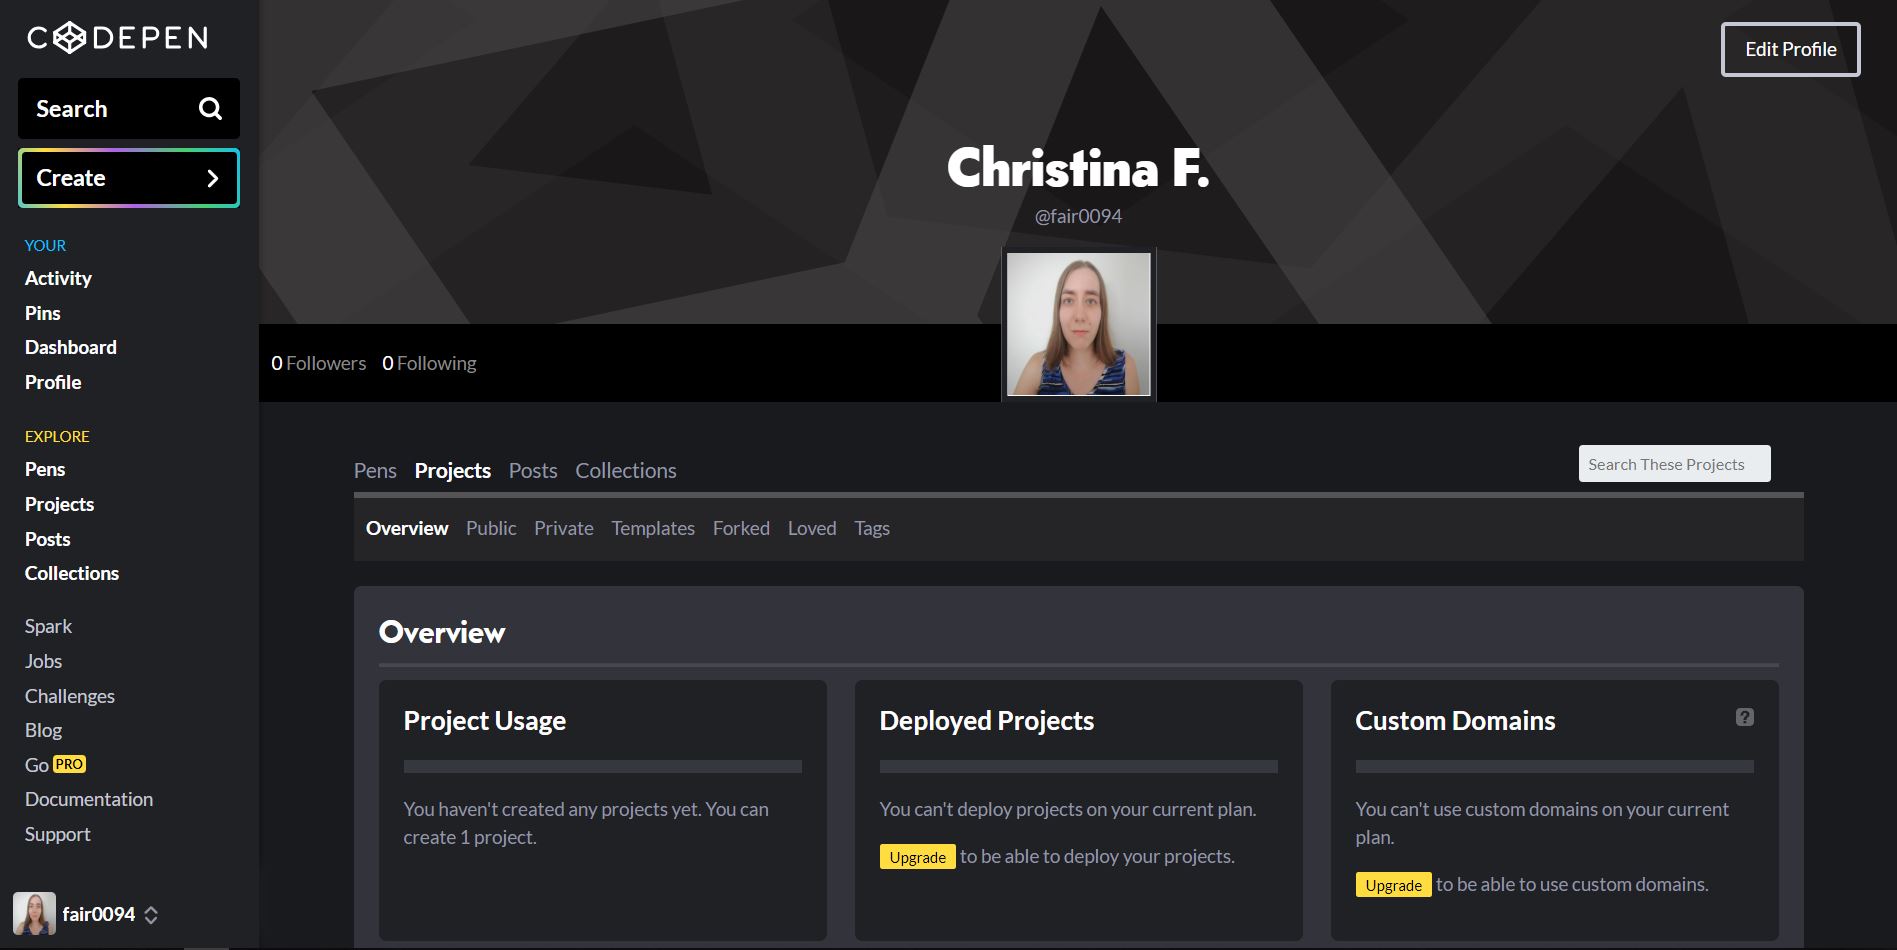 CODEPEN
Search
Create
YOUR
Activity
Pins
Dashboard
Profile
EXPLORE
Pens
Projects
Posts
Collections
Spark
Jobs
Challenges
Blog
Go PRO
Documentation
Support
fair0094
Edit Profile
Christina F.
@fair0094
0 Followers 0 Following
Pens Projects Posts Collections
Search These Projects
Overview Public Private Templates Forked Loved Tags
Overview
Project Usage
You haven't created any projects yet. You can
create 1 project.
Deployed Projects
You can't deploy projects on your current plan.
Upgrade to be able to deploy your projects.
Custom Domains ?
You can't use custom domains on your current
plan.
Upgrade to be able to use custom domains.